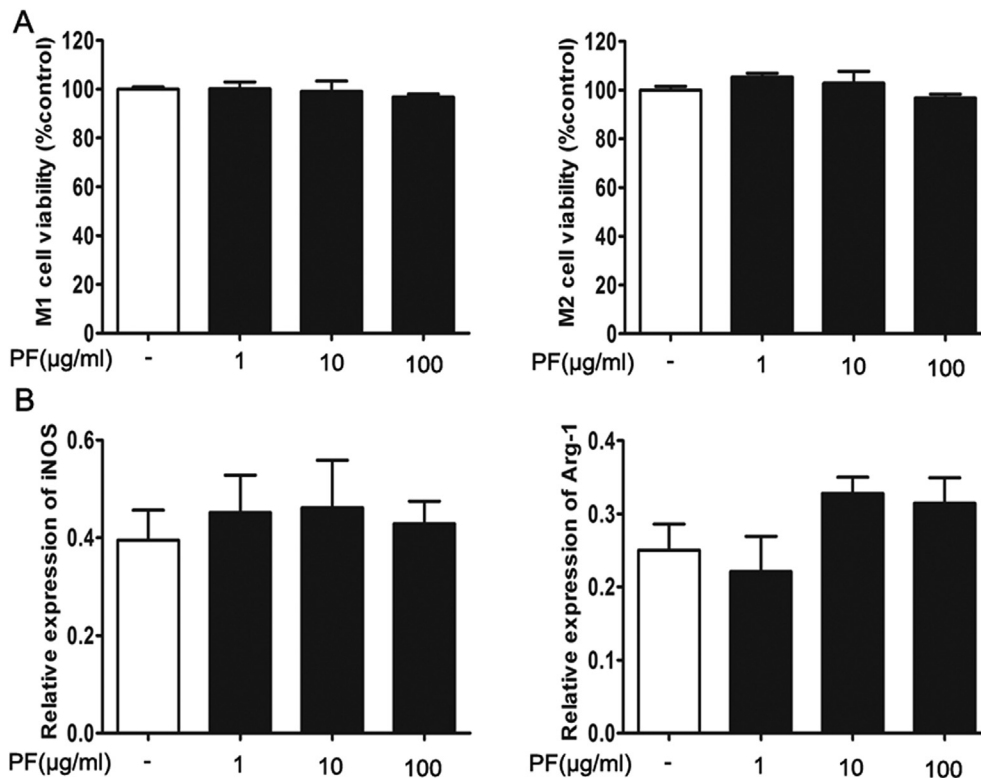 A
M1 cell viability (%control)
120
100
80
60
40
20
0
PF(μg/ml) - 1 10 100
M2 cell viability (%control)
120
100
80
60
40
20
0
PF(μg/ml) - 1 10 100
B
Relative expression of iNOS
0.6
0.4
0.2
0.0
PF(μg/ml) - 1 10 100
Relative expression of Arg-1
0.4
0.3
0.2
0.1
0.0
PF(μg/ml) - 1 10 100